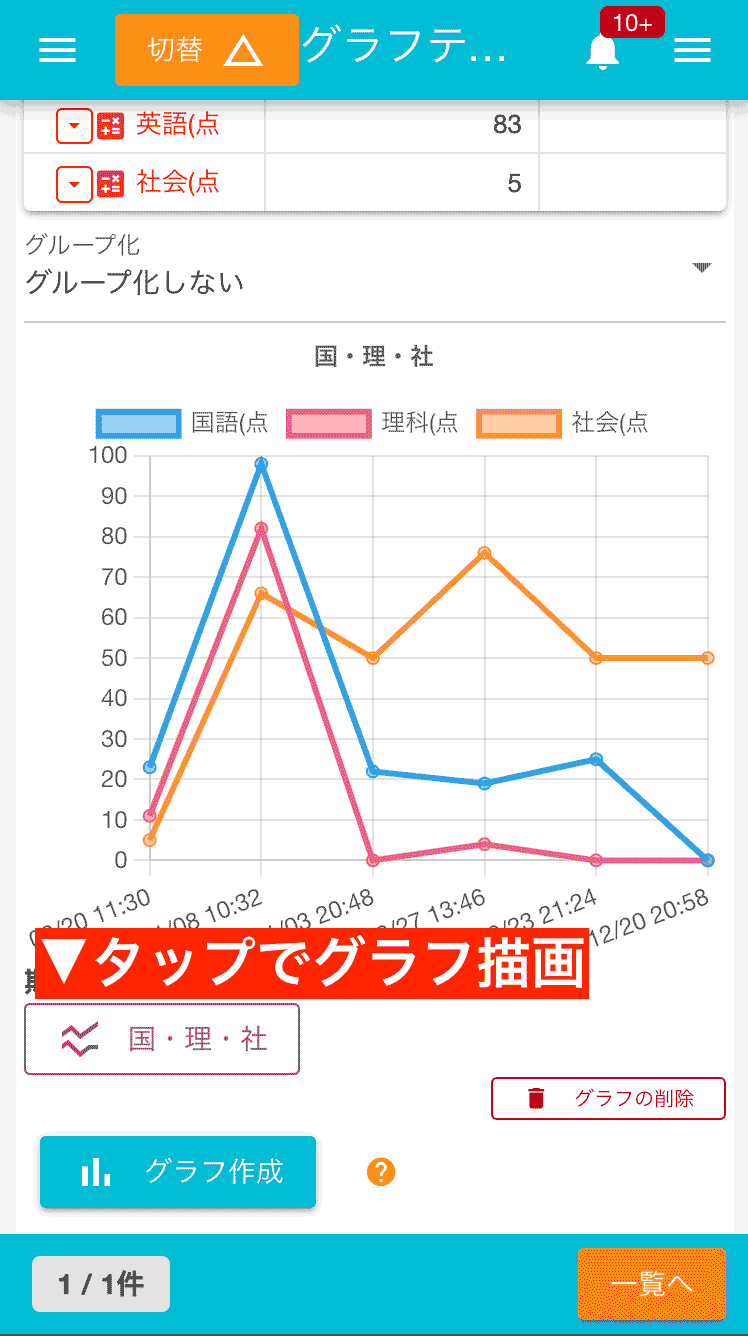 切替 グラフテ... 10+
英語(点 83
社会(点 5
グループ化
グループ化しない
国・理・社
国語(点 理科(点 社会(点
100
90
80
70
60
50
40
30
20
10
0
/20 11:30 /08 10:32 /03 20:48 /27 13:46 /23 21:24 12/20 20:58
▼タップでグラフ描画
国・理・社
グラフの削除
グラフ作成 ?
1 / 1件 一覧へ